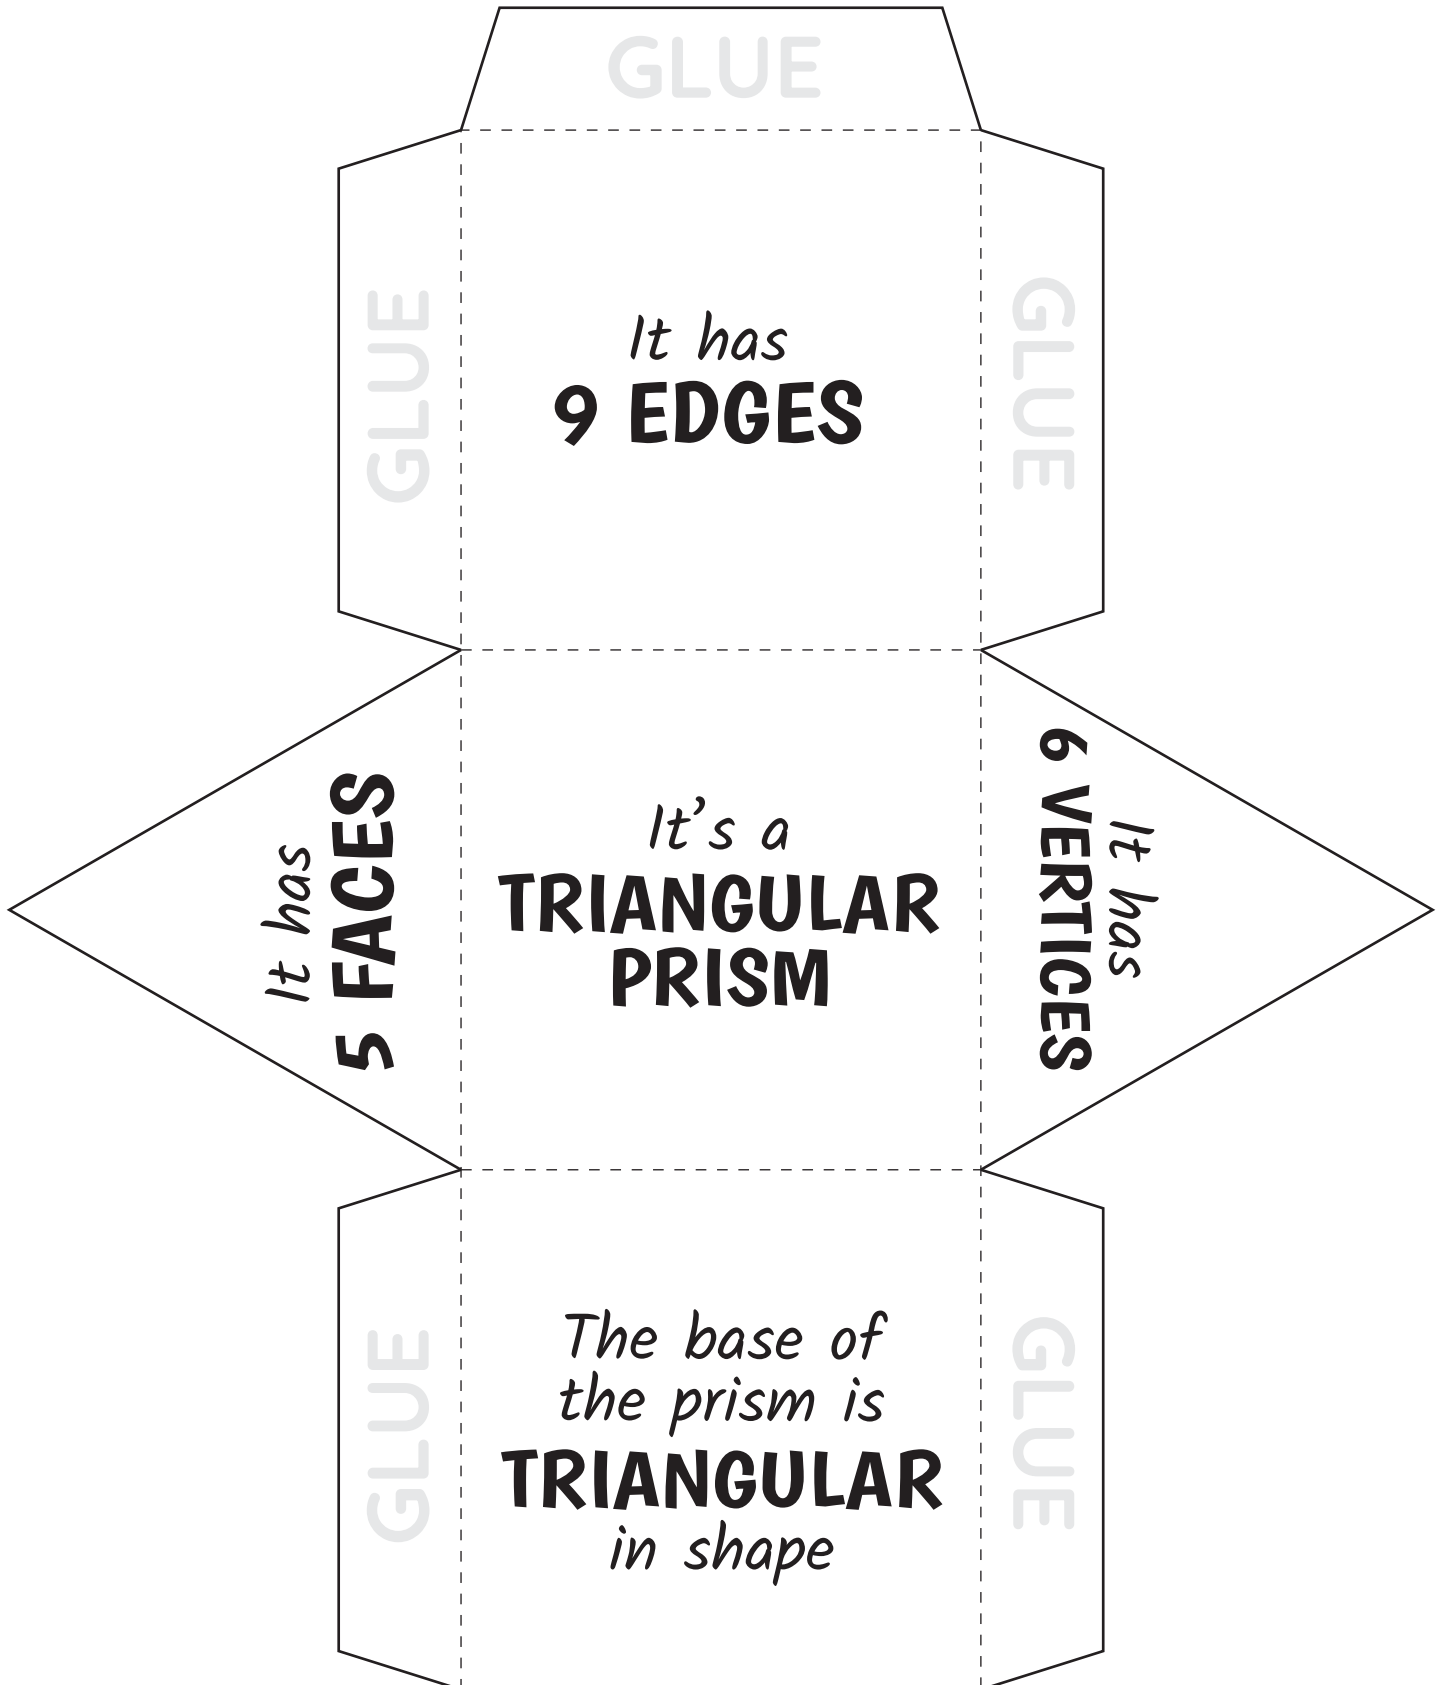 GLUE
GLUE
It has
9 EDGES
GLUE
It has
5 FACES
It's a
TRIANGULAR
PRISM
It has
6 VERTICES
GLUE
The base of
the prism is
TRIANGULAR
in shape
GLUE